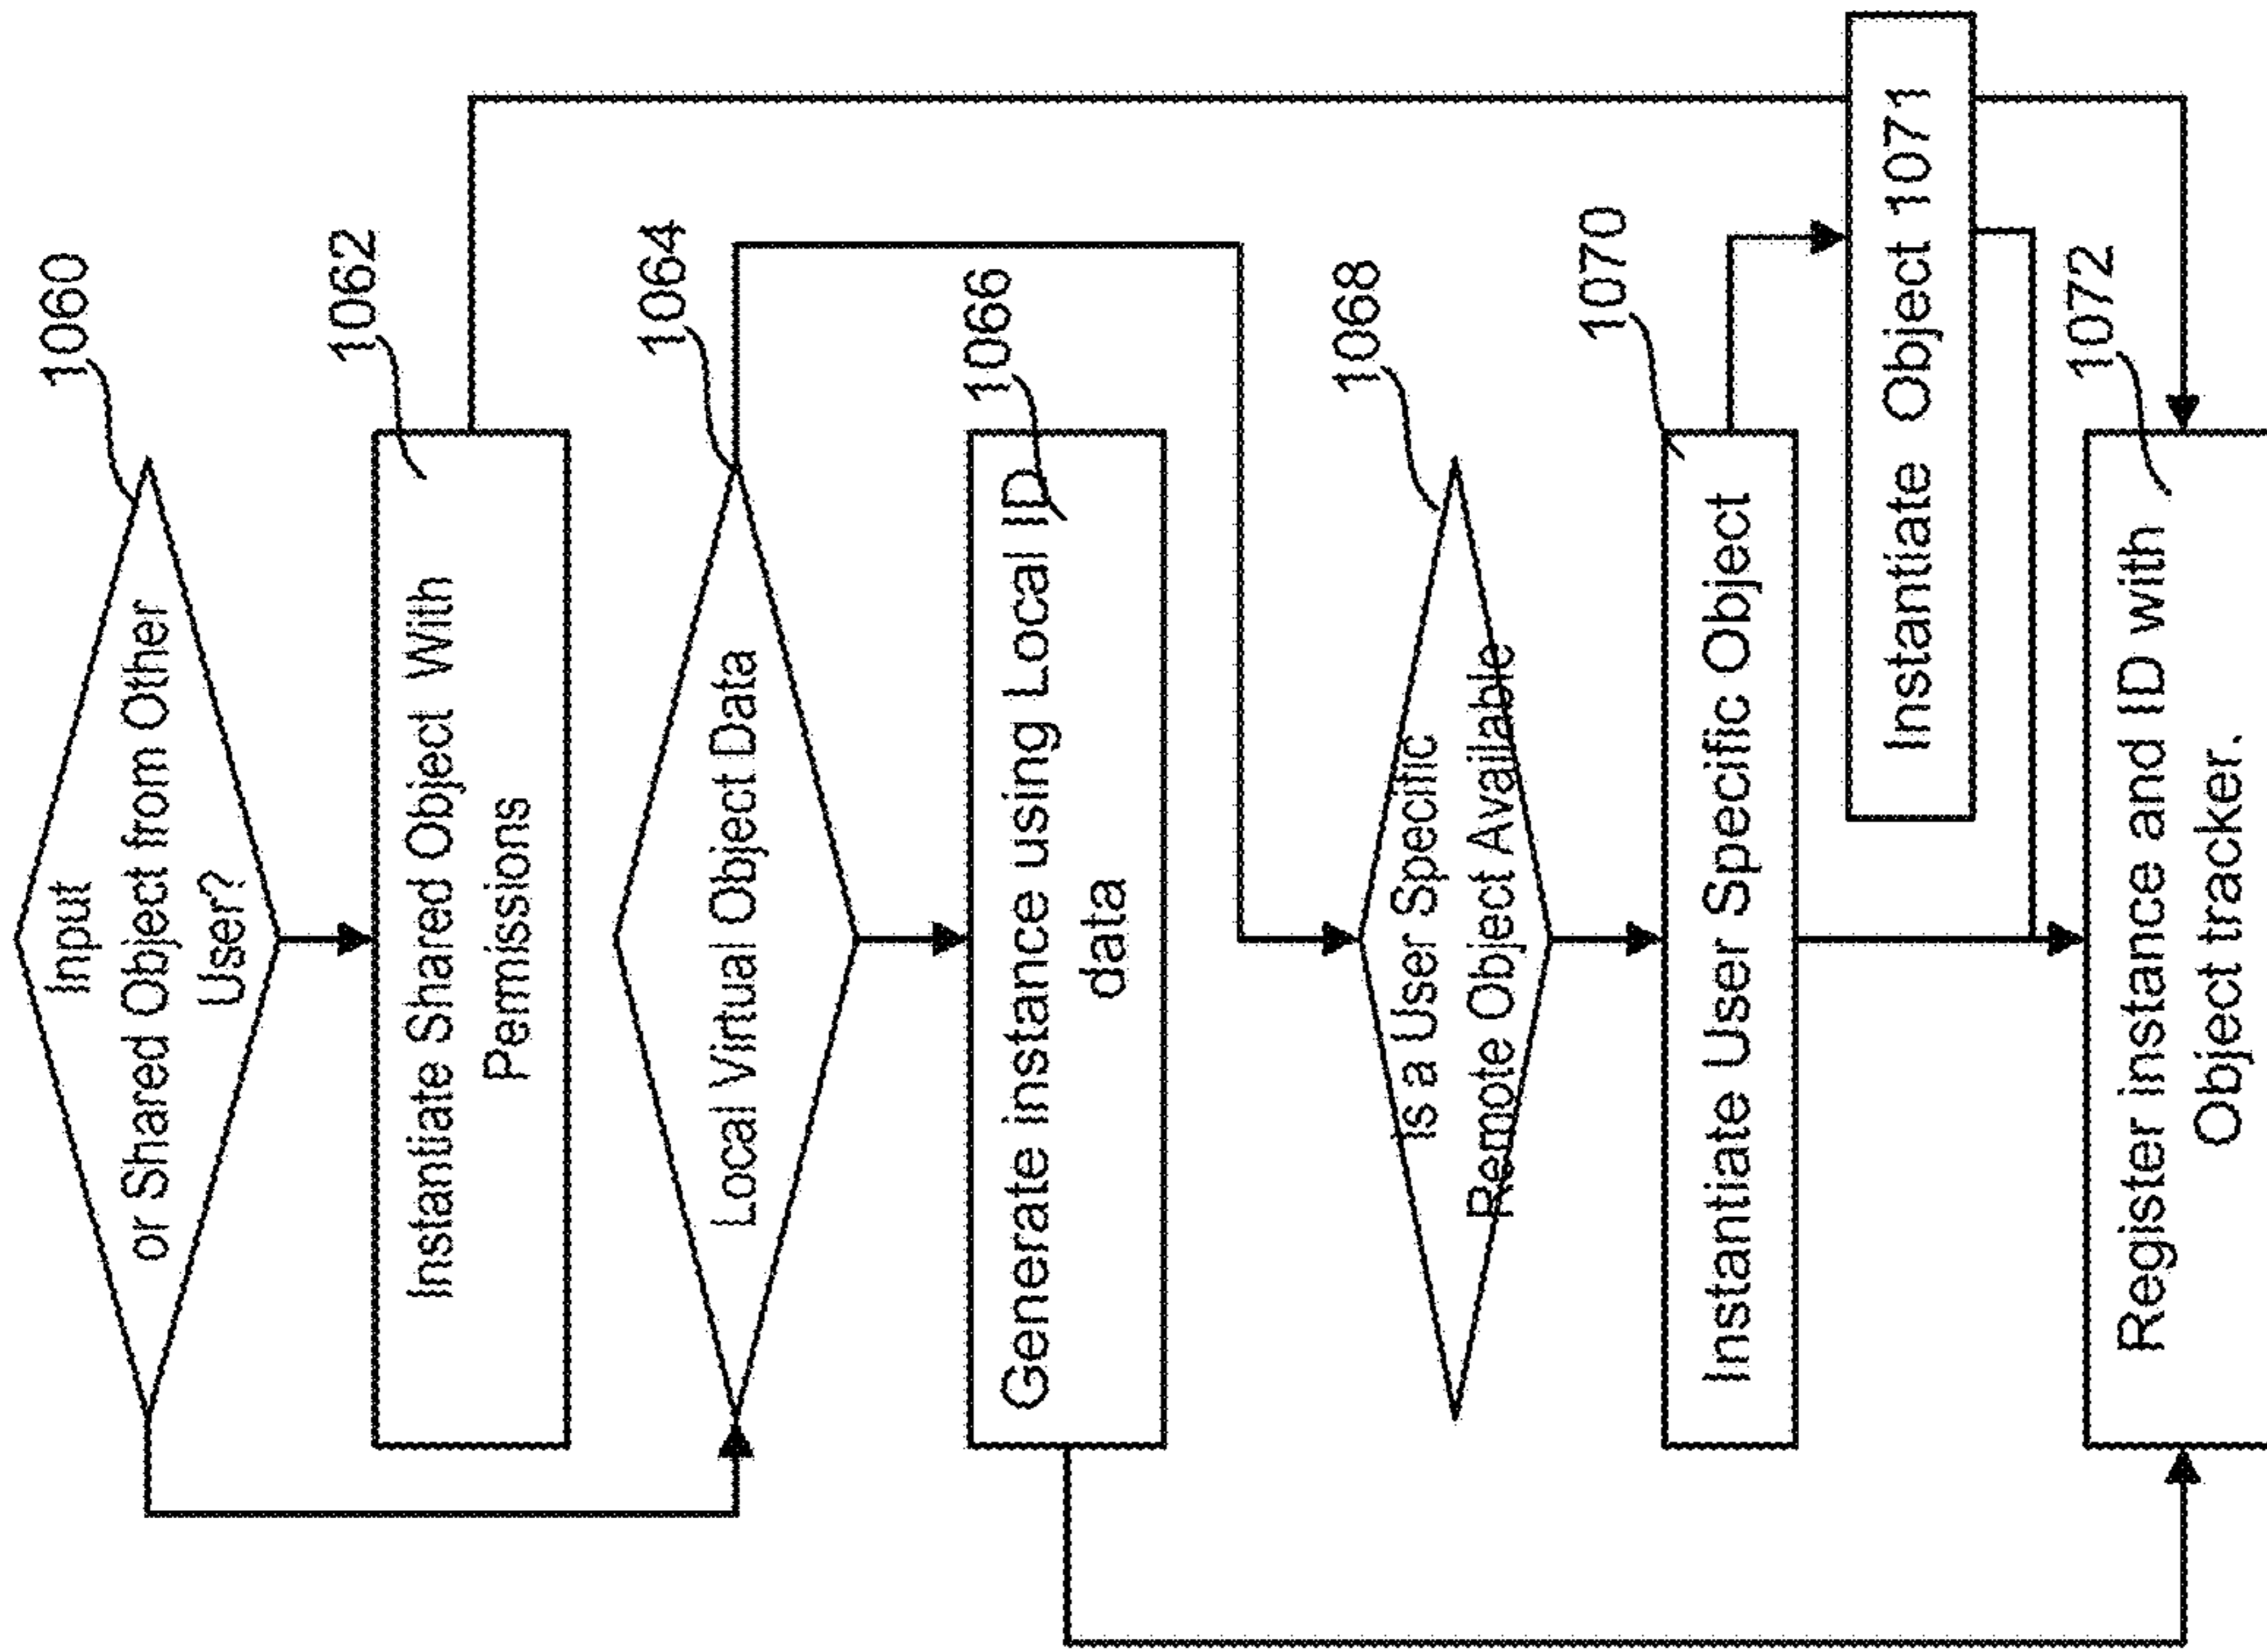 1060
Input
or Shared Object from Other
User?
1062
Instantiate Shared Object With
Permissions
1064
Local Virtual Object Data
1066
Generate instance using Local ID
data
1068
is a User Specific
Remote Object Available
1070
Instantiate User Specific Object
Instantiate Object 1071
1072
Register instance and ID with
Object tracker.